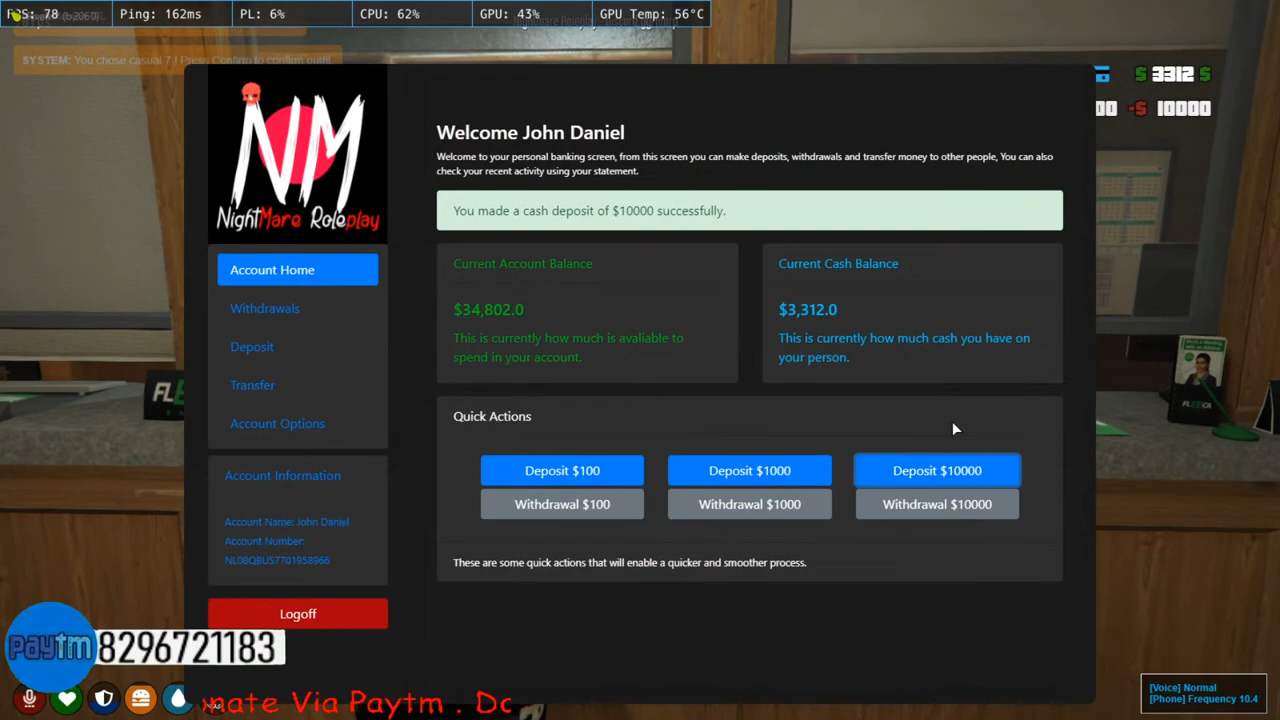 FPS: 78 Ping: 162ms PL: 6% CPU: 62% GPU: 43% GPU Temp: 56°C
SYSTEM: You chose casual 7 ! Press Confirm to confirm outfit
$ 3312 $
00 -$ 10000
NM
NightMare Roleplay
Welcome John Daniel
Welcome to your personal banking screen, from this screen you can make deposits, withdrawals and transfer money to other people, You can also
check your recent activity using your statement.
You made a cash deposit of $10000 successfully.
Account Home
Withdrawals
Deposit
Transfer
Account Options
Current Account Balance
$34,802.0
This is currently how much is avaliable to
spend in your account.
Current Cash Balance
$3,312.0
This is currently how much cash you have on
your person.
Quick Actions
Deposit $100 Deposit $1000 Deposit $10000
Withdrawal $100 Withdrawal $1000 Withdrawal $10000
These are some quick actions that will enable a quicker and smoother process.
Account Information
Account Name: John Daniel
Account Number:
NL08QBUS7701958966
Logoff
FLEECA
paytm 8296721183
onate Via Paytm . Do
[Voice] Normal
[Phone] Frequency 10.4